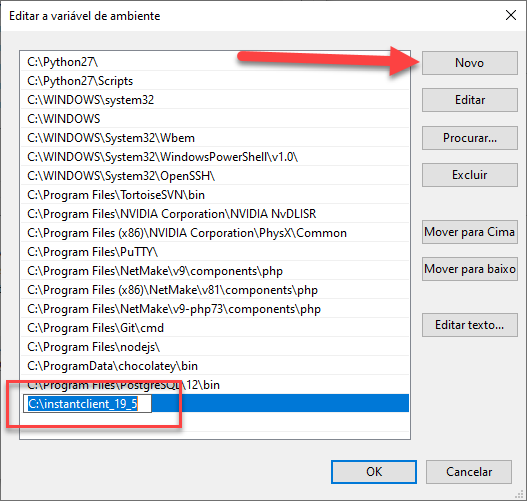 Editar a variável de ambiente
C:\Python27\
Novo
C:\Python27\Scripts
C:\WINDOWS\system32
Editar
C:\WINDOWS
C:\WINDOWS\System32\Wbem
Procurar...
C:\WINDOWS\System32\WindowsPowerShell\v1.0\
C:\WINDOWS\System32\OpenSSH\
Excluir
C:\Program Files\TortoiseSVN\bin
C:\Program Files\NVIDIA Corporation\NVIDIA NvDLISR
C:\Program Files (x86)\NVIDIA Corporation\PhysX\Common
Mover para Cima
C:\Program Files\PuTTY\
C:\Program Files\NetMake\v9\components\php
Mover para baixo
C:\Program Files (x86)\NetMake\v81\components\php
C:\Program Files\NetMake\v9-php73\components\php
C:\Program Files\Git\cmd
Editar texto...
C:\Program Files\nodejs\
C:\ProgramData\chocolatey\bin
C:\Program Files\PostgreSQL\12\bin
C:\instantclient_19_5
OK
Cancelar